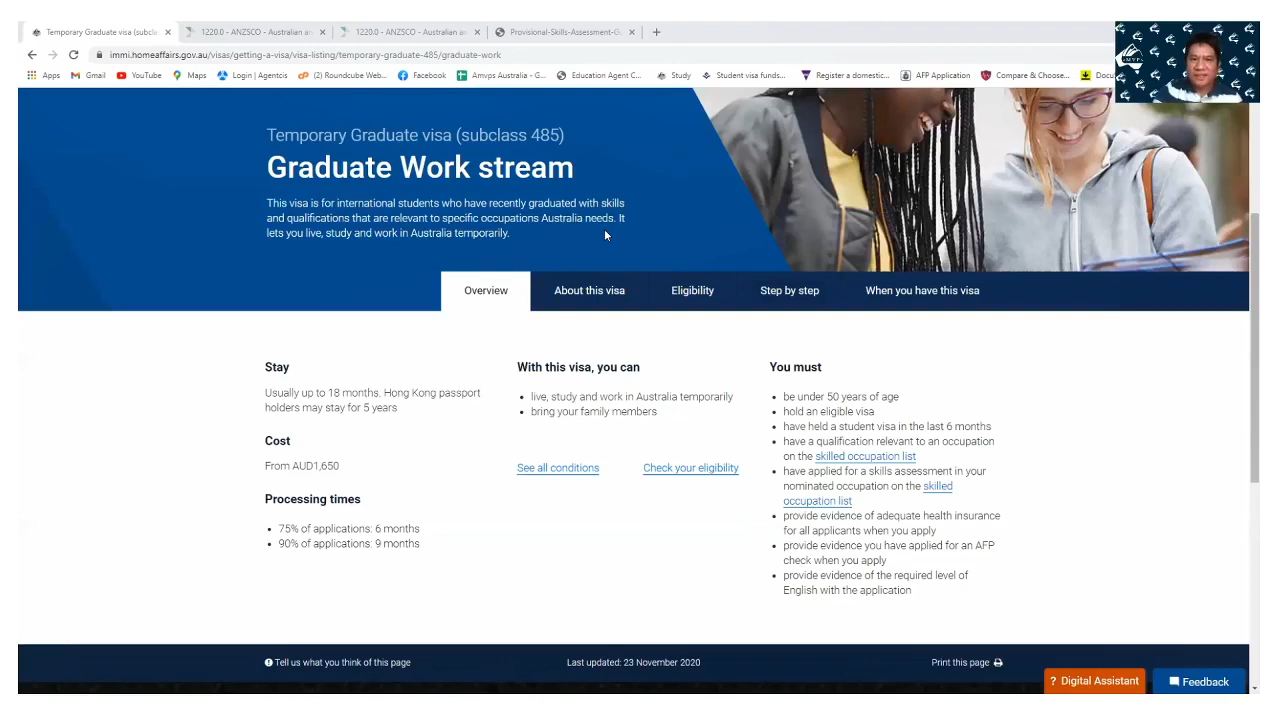 Temporary Graduate visa (subcla
1220.0 - ANZSCO - Australian an
1220.0 - ANZSCO - Australian an
Provisional-Skills-Assessment-G
immi.homeaffairs.gov.au/visas/getting-a-visa/visa-listing/temporary-graduate-485/graduate-work
Apps
Gmail
YouTube
Maps
Login | Agentcis
(2) Roundcube Web...
Facebook
Amvps Australia - G...
Education Agent C...
Study
Student visa funds...
Register a domestic...
AFP Application
Compare & Choose...
Docu
Temporary Graduate visa (subclass 485)
Graduate Work stream
This visa is for international students who have recently graduated with skills
and qualifications that are relevant to specific occupations Australia needs. It
lets you live, study and work in Australia temporarily.
Overview
About this visa
Eligibility
Step by step
When you have this visa
Stay
Usually up to 18 months, Hong Kong passport
holders may stay for 5 years
Cost
From AUD1,650
Processing times
75% of applications: 6 months
90% of applications: 9 months
With this visa, you can
live, study and work in Australia temporarily
bring your family members
See all conditions
Check your eligibility
You must
be under 50 years of age
hold an eligible visa
have held a student visa in the last 6 months
have a qualification relevant to an occupation
on the skilled occupation list
have applied for a skills assessment in your
nominated occupation on the skilled
occupation list
provide evidence of adequate health insurance
for all applicants when you apply
provide evidence you have applied for an AFP
check when you apply
provide evidence of the required level of
English with the application
Tell us what you think of this page
Last updated: 23 November 2020
Print this page
? Digital Assistant
Feedback